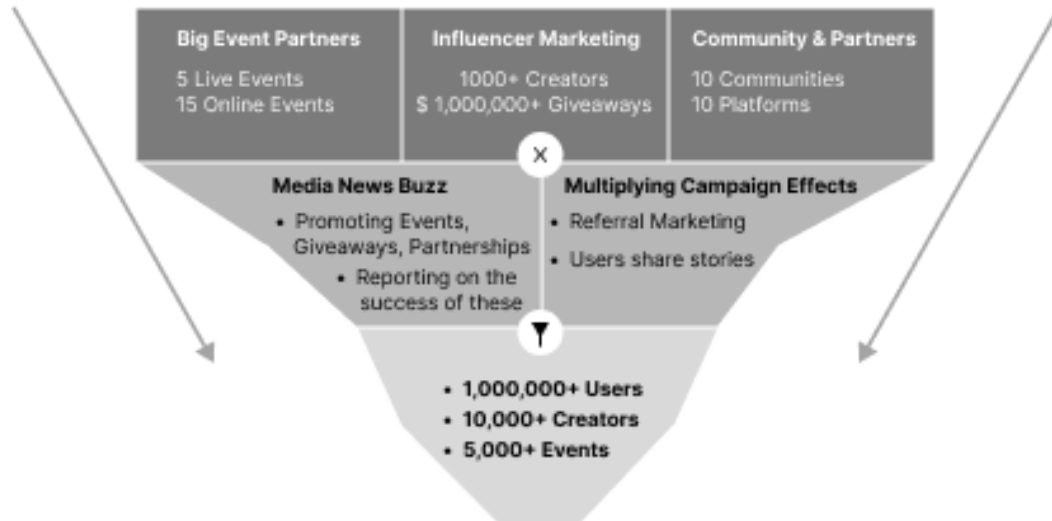 Big Event Partners
5 Live Events
15 Online Events
Influencer Marketing
1000+ Creators
$ 1,000,000+ Giveaways
Community & Partners
10 Communities
10 Platforms
X
Media News Buzz
• Promoting Events,
Giveaways, Partnerships
• Reporting on the
success of these
Multiplying Campaign Effects
• Referral Marketing
• Users share stories
• 1,000,000+ Users
• 10,000+ Creators
• 5,000+ Events